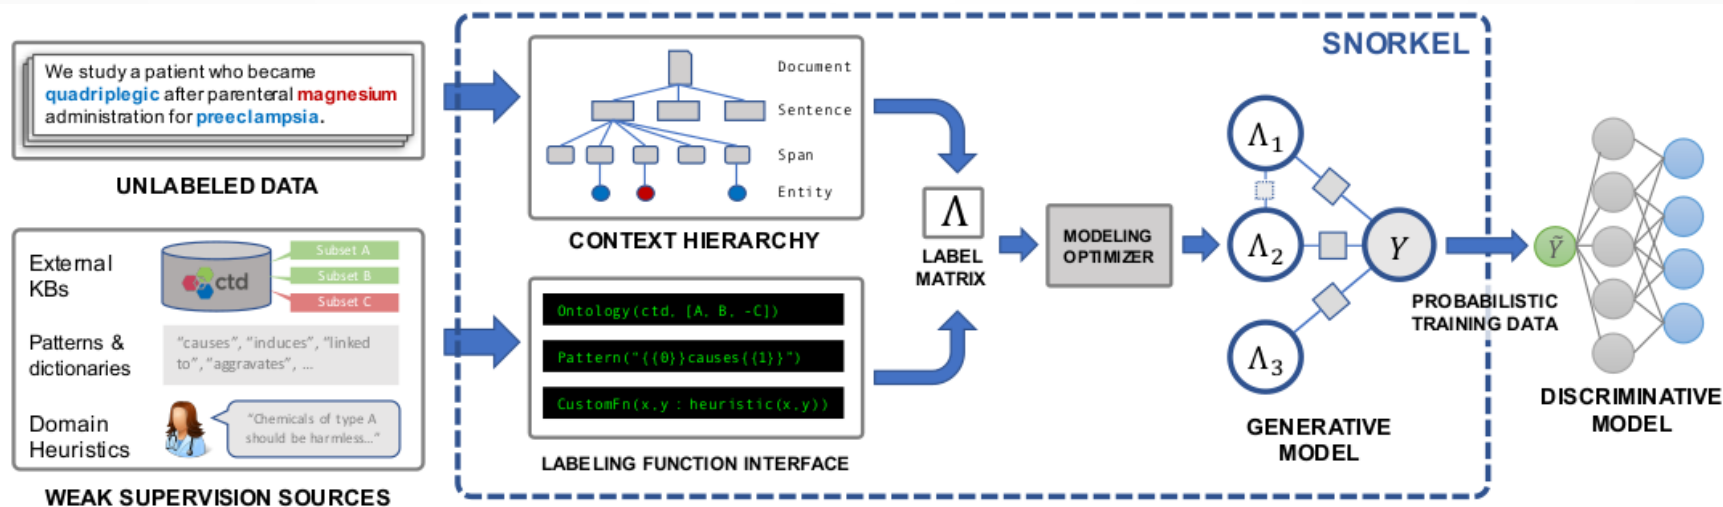 We study a patient who became
quadriplegic after parenteral magnesium
administration for preeclampsia.
UNLABELED DATA
External
KBs
ctd
Subset A
Subset B
Subset C
Patterns &
dictionaries
“causes”, “induces”, “linked
to”, “aggravates”, …
Domain
Heuristics
“Chemicals of type A
should be harmless…”
WEAK SUPERVISION SOURCES
SNORKEL
Document
Sentence
Span
Entity
CONTEXT HIERARCHY
Ontology(ctd, [A, B, -C])
Pattern("{{0}}causes{{1}}")
CustomFn(x,y : heuristic(x,y))
LABELING FUNCTION INTERFACE
Λ
LABEL
MATRIX
MODELING
OPTIMIZER
Λ₁
Λ₂
Λ₃
Y
GENERATIVE
MODEL
PROBABILISTIC
TRAINING DATA
Ỹ
DISCRIMINATIVE
MODEL